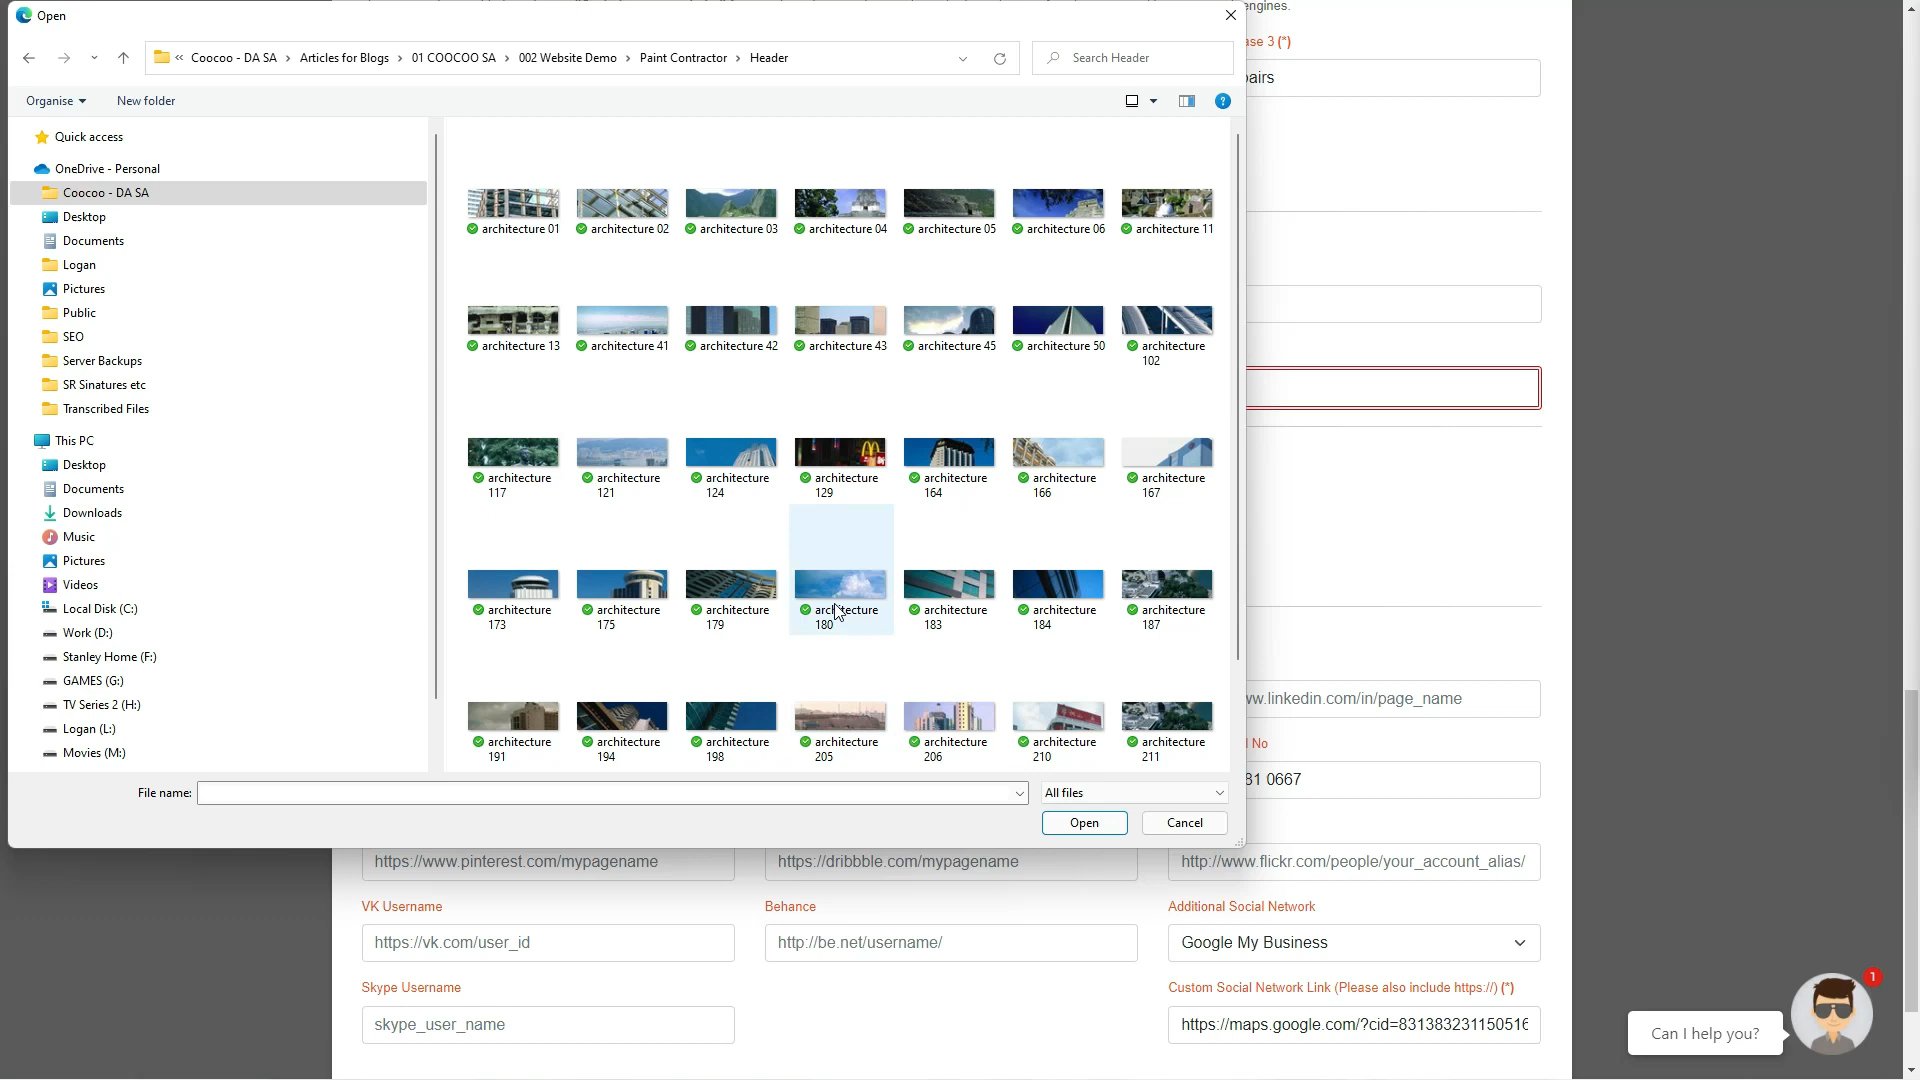 Open
« Coocoo - DA SA › Articles for Blogs › 01 COOCOO SA › 002 Website Demo › Paint Contractor › Header
Search Header
Organise
New folder
Quick access
OneDrive - Personal
Coocoo - DA SA
Desktop
Documents
Logan
Pictures
Public
SEO
Server Backups
SR Sinatures etc
Transcribed Files
This PC
Desktop
Documents
Downloads
Music
Pictures
Videos
Local Disk (C:)
Work (D:)
Stanley Home (F:)
GAMES (G:)
TV Series 2 (H:)
Logan (L:)
Movies (M:)
architecture 01
architecture 02
architecture 03
architecture 04
architecture 05
architecture 06
architecture 11
architecture 13
architecture 41
architecture 42
architecture 43
architecture 45
architecture 50
architecture
102
architecture
117
architecture
121
architecture
124
architecture
129
architecture
164
architecture
166
architecture
167
architecture
173
architecture
175
architecture
179
architecture
180
architecture
183
architecture
184
architecture
187
architecture
191
architecture
194
architecture
198
architecture
205
architecture
206
architecture
210
architecture
211
File name:
All files
Open
Cancel
engines.
ase 3 (*)
airs
w.linkedin.com/in/page_name
No
81 0667
https://www.pinterest.com/mypagename
https://dribbble.com/mypagename
http://www.flickr.com/people/your_account_alias/
VK Username
Behance
Additional Social Network
https://vk.com/user_id
http://be.net/username/
Google My Business
Skype Username
Custom Social Network Link (Please also include https://) (*)
skype_user_name
https://maps.google.com/?cid=831383231150516
Can I help you?
1